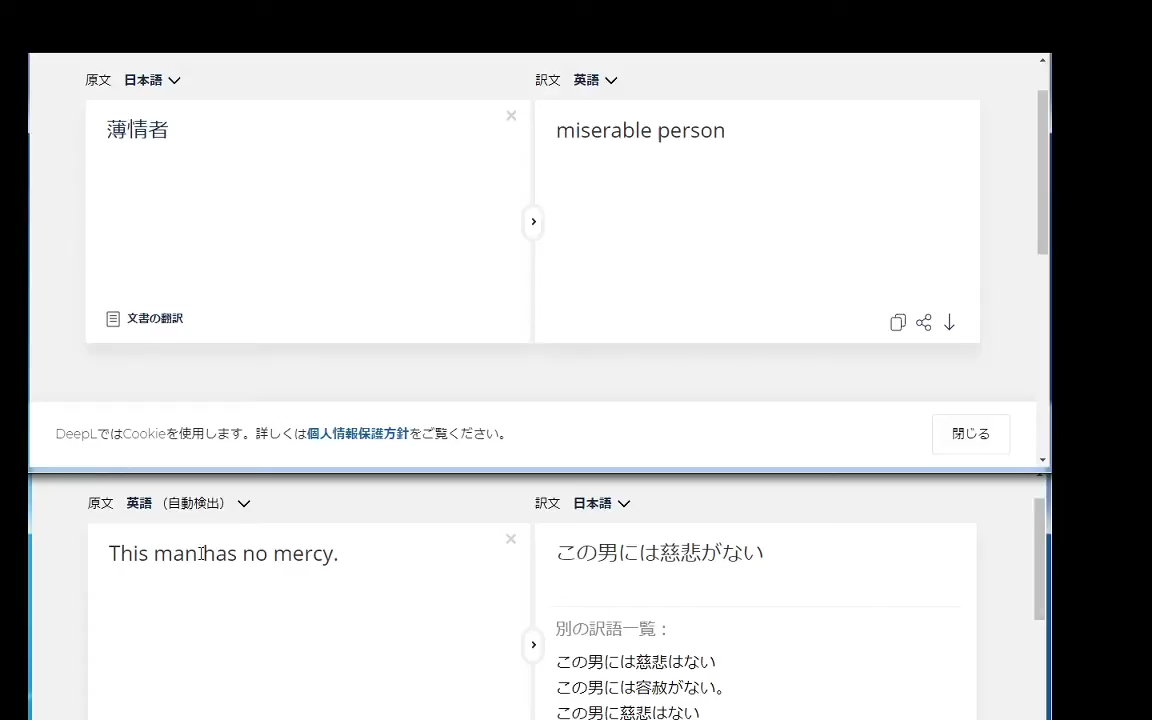 原文 日本語
訳文 英語
薄情者
miserable person
文書の翻訳
DeepLではCookieを使用します。詳しくは個人情報保護方針をご覧ください。
閉じる
原文 英語 （自動検出）
訳文 日本語
This man has no mercy.
この男には慈悲がない
別の訳語一覧：
この男には慈悲はない
この男には容赦がない。
この男に慈悲はない